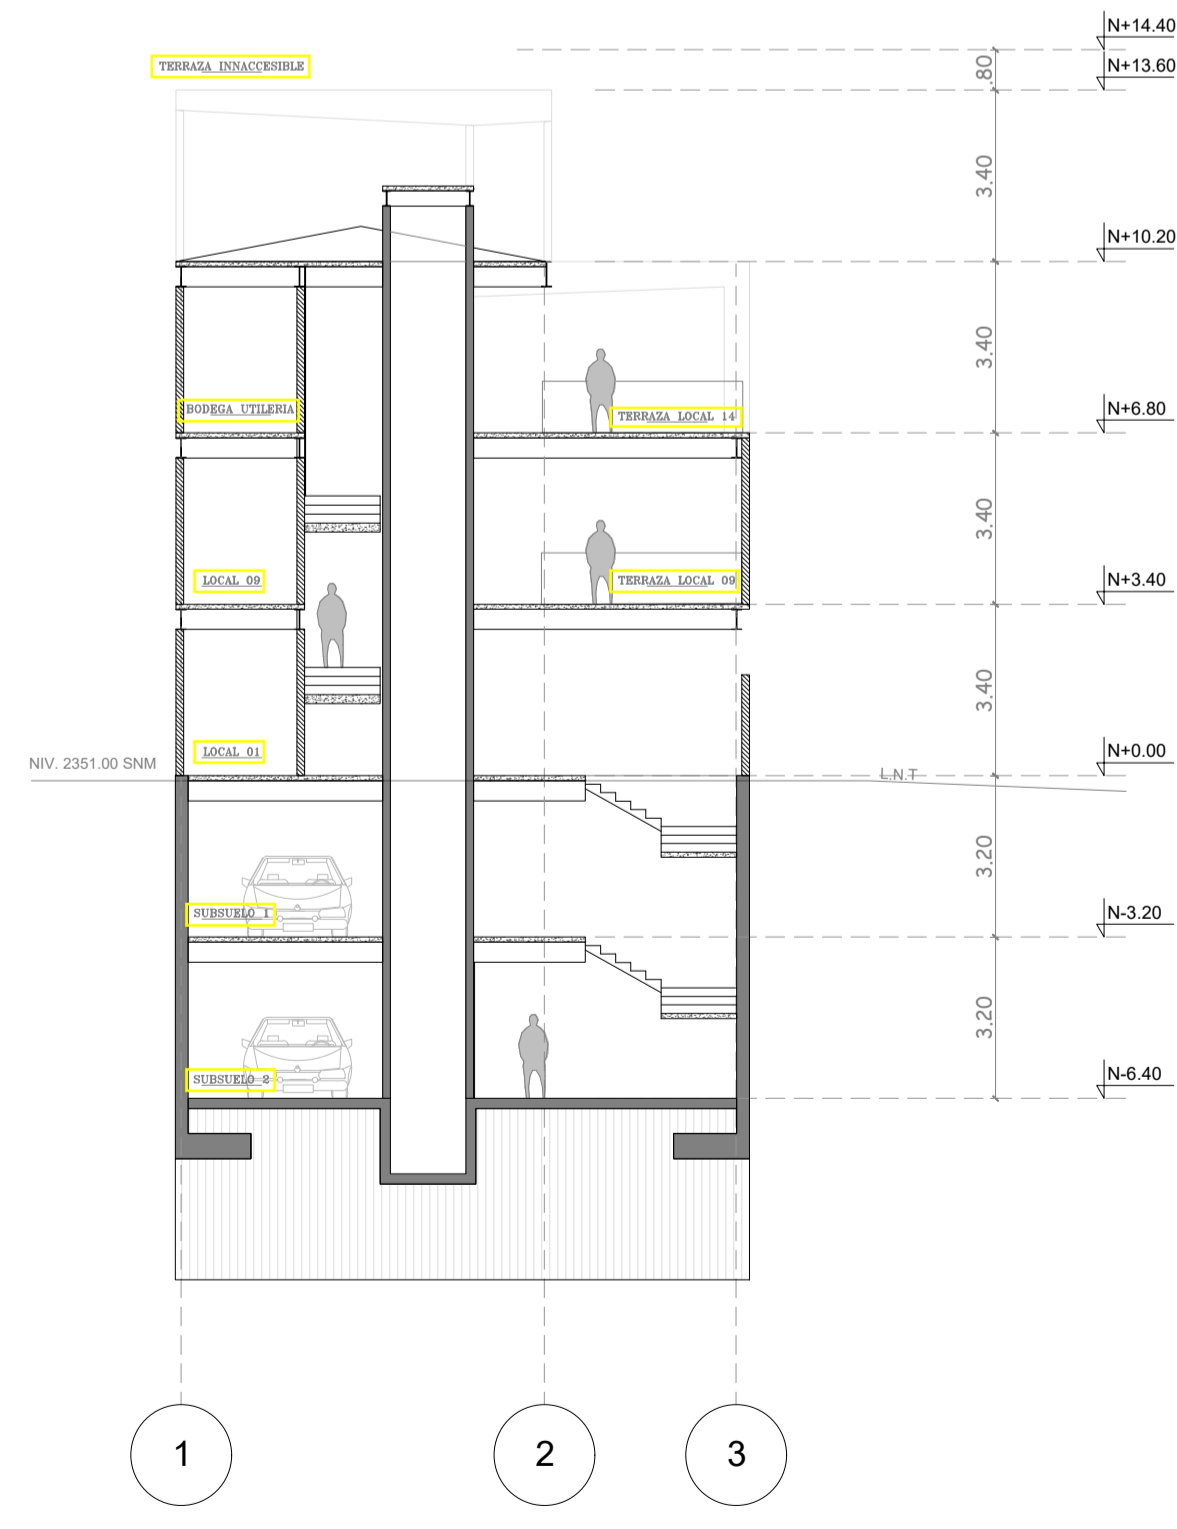 N+14.40
TERRAZA INNACCESIBLE
.80
N+13.60
3.40
N+10.20
3.40
BODEGA UTILERIA
TERRAZA LOCAL 14
N+6.80
3.40
LOCAL 09
TERRAZA LOCAL 09
N+3.40
3.40
LOCAL 01
N+0.00
NIV. 2351.00 SNM
L.N.T
3.20
SUBSUELO 1
N-3.20
3.20
SUBSUELO 2
N-6.40
1
2
3